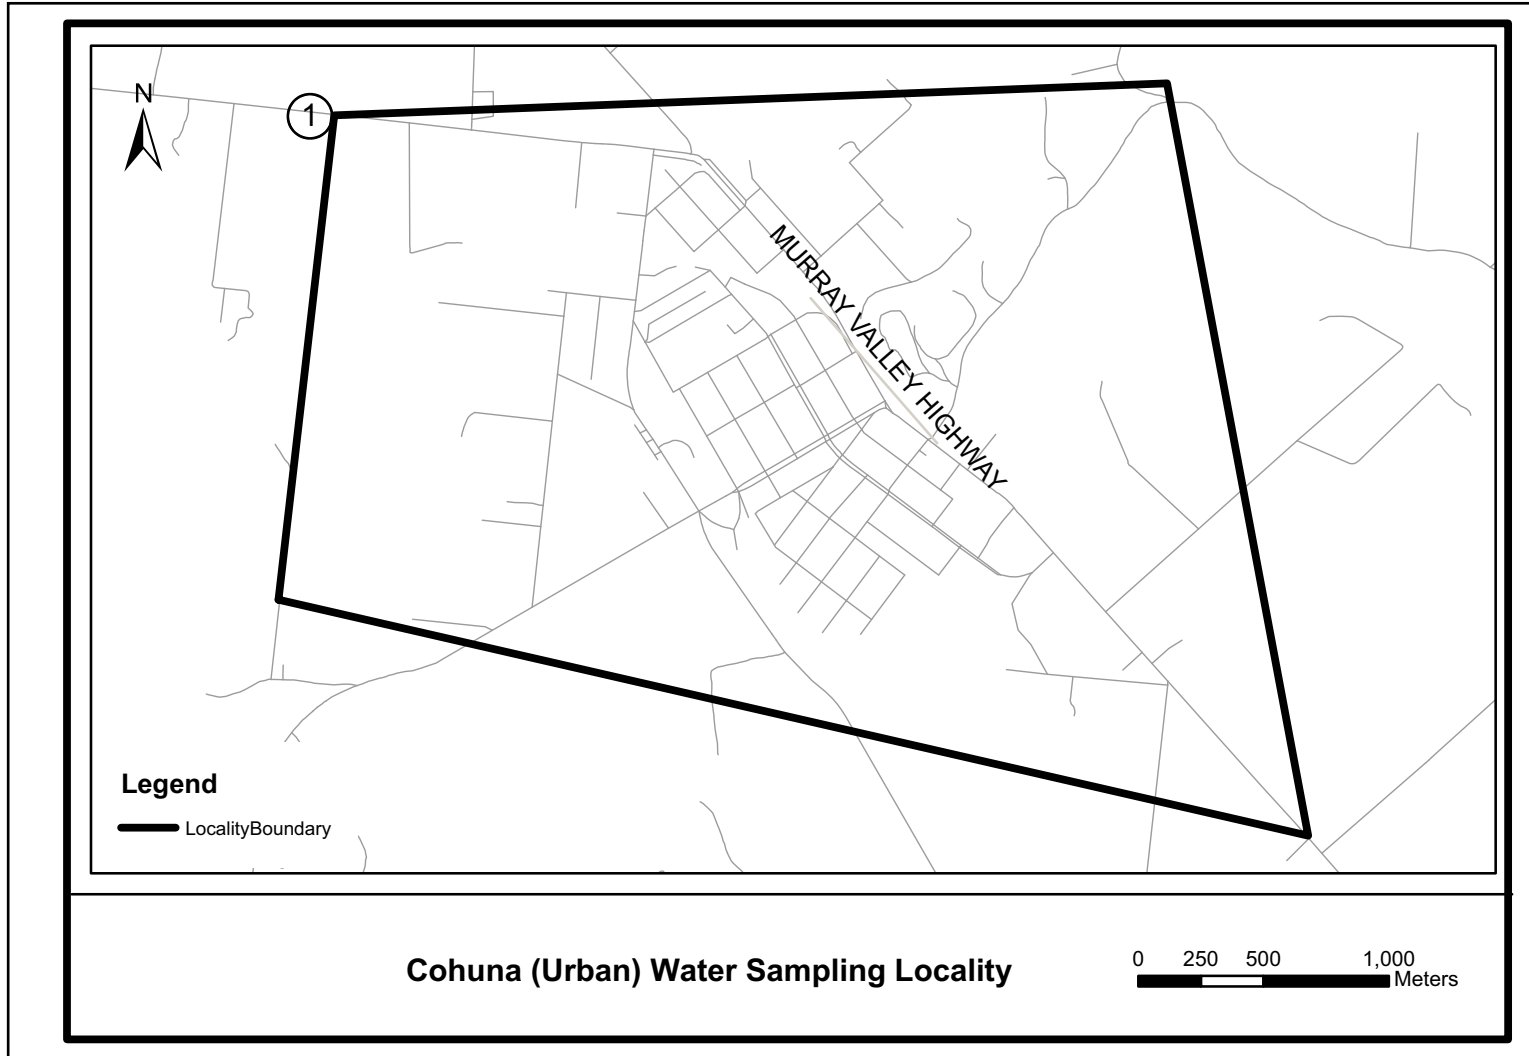 N
1
MURRAY VALLEY HIGHWAY
Legend
LocalityBoundary
Cohuna (Urban) Water Sampling Locality
0 250 500 1,000
Meters